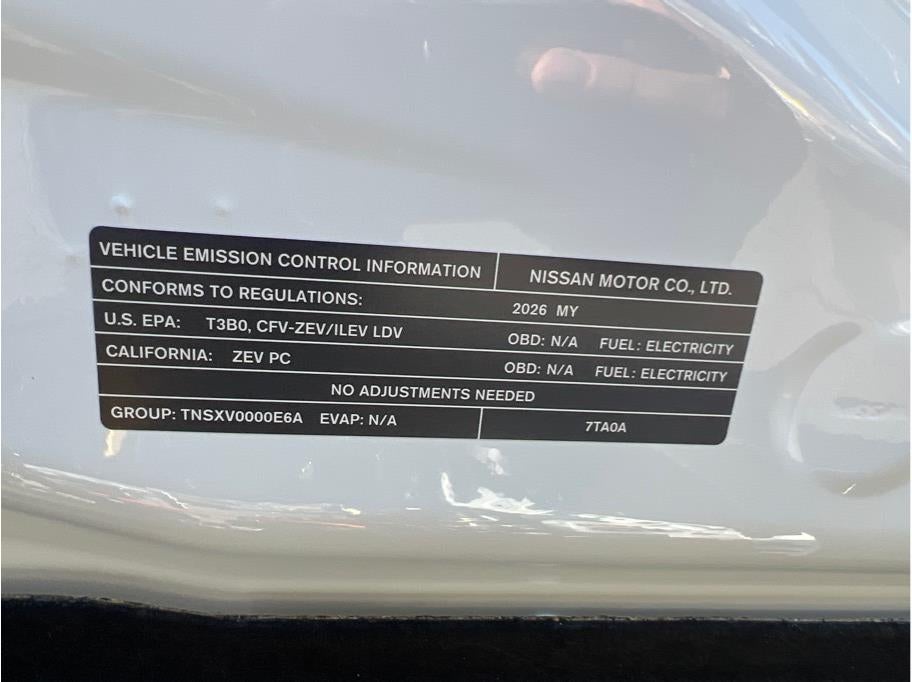 VEHICLE EMISSION CONTROL INFORMATION NISSAN MOTOR CO., LTD.
CONFORMS TO REGULATIONS: 2026 MY
U.S. EPA: T3B0, CFV-ZEV/ILEV LDV OBD: N/A FUEL: ELECTRICITY
CALIFORNIA: ZEV PC OBD: N/A FUEL: ELECTRICITY
NO ADJUSTMENTS NEEDED
GROUP: TNSXV0000E6A EVAP: N/A 7TA0A